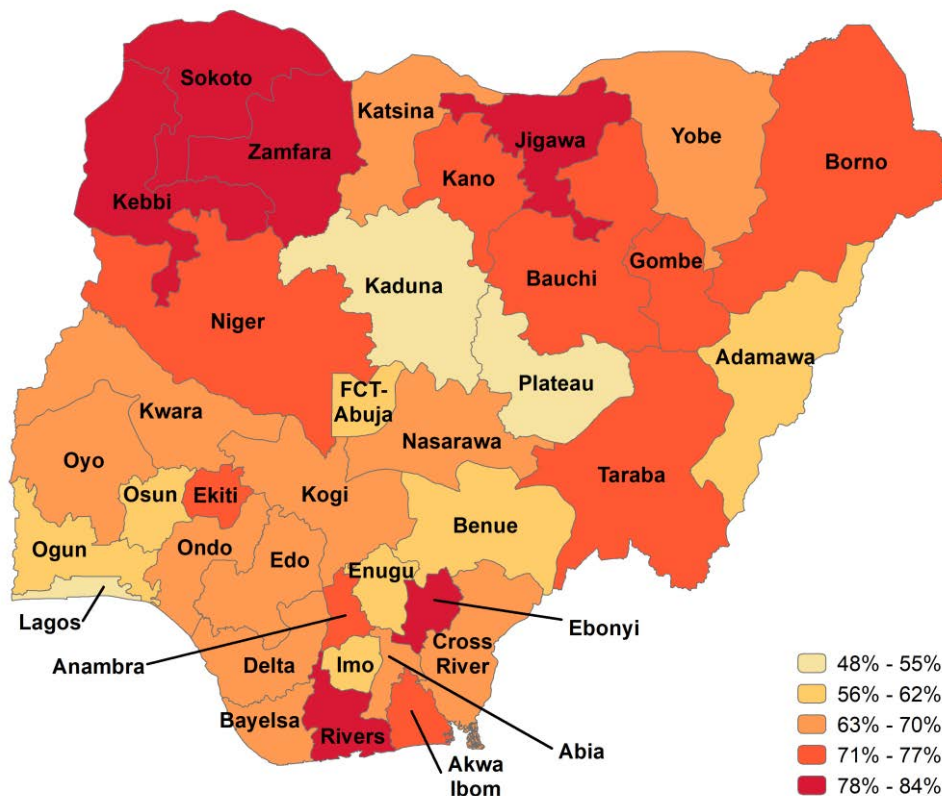 Sokoto
Katsina
Jigawa
Yobe
Zamfara
Kano
Borno
Kebbi
Gombe
Bauchi
Kaduna
Niger
Adamawa
Plateau
FCT-
Abuja
Kwara
Nasarawa
Oyo
Taraba
Osun
Ekiti
Kogi
Benue
Ogun
Ondo
Edo
Enugu
Lagos
Ebonyi
Anambra
Cross
River
Delta
Imo
Bayelsa
Rivers
Abia
Akwa
Ibom
48% - 55%
56% - 62%
63% - 70%
71% - 77%
78% - 84%